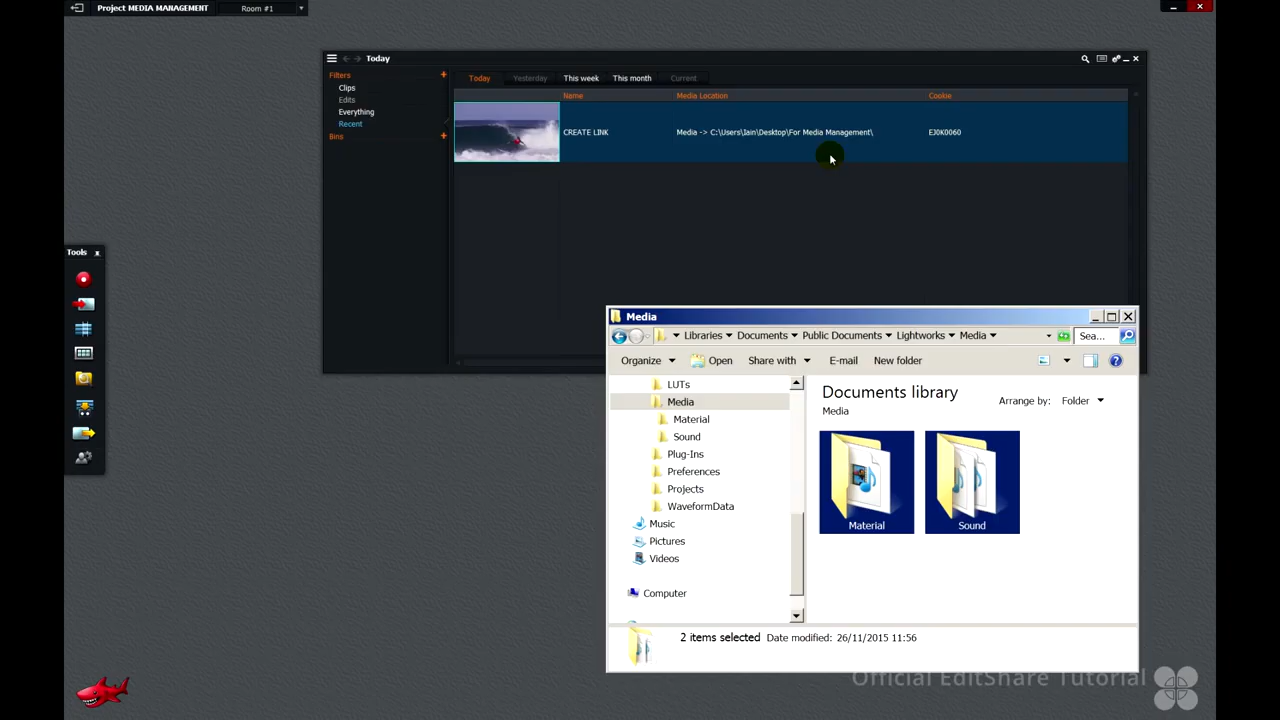 Project MEDIA MANAGEMENT
Room #1
Today
Filters
Clips
Edits
Everything
Recent
Bins
Today
Yesterday
This week
This month
Current
Name
Media Location
Cookie
CREATE LINK
Media -> C:\Users\Iain\Desktop\For Media Management\
EJ0K0060
Tools
Media
Libraries
Documents
Public Documents
Lightworks
Media
Sea...
Organize
Open
Share with
E-mail
New folder
LUTs
Media
Material
Sound
Plug-Ins
Preferences
Projects
WaveformData
Music
Pictures
Videos
Computer
Documents library
Media
Arrange by:
Folder
Material
Sound
2 items selected
Date modified: 26/11/2015 11:56
Official EditShare Tutorial